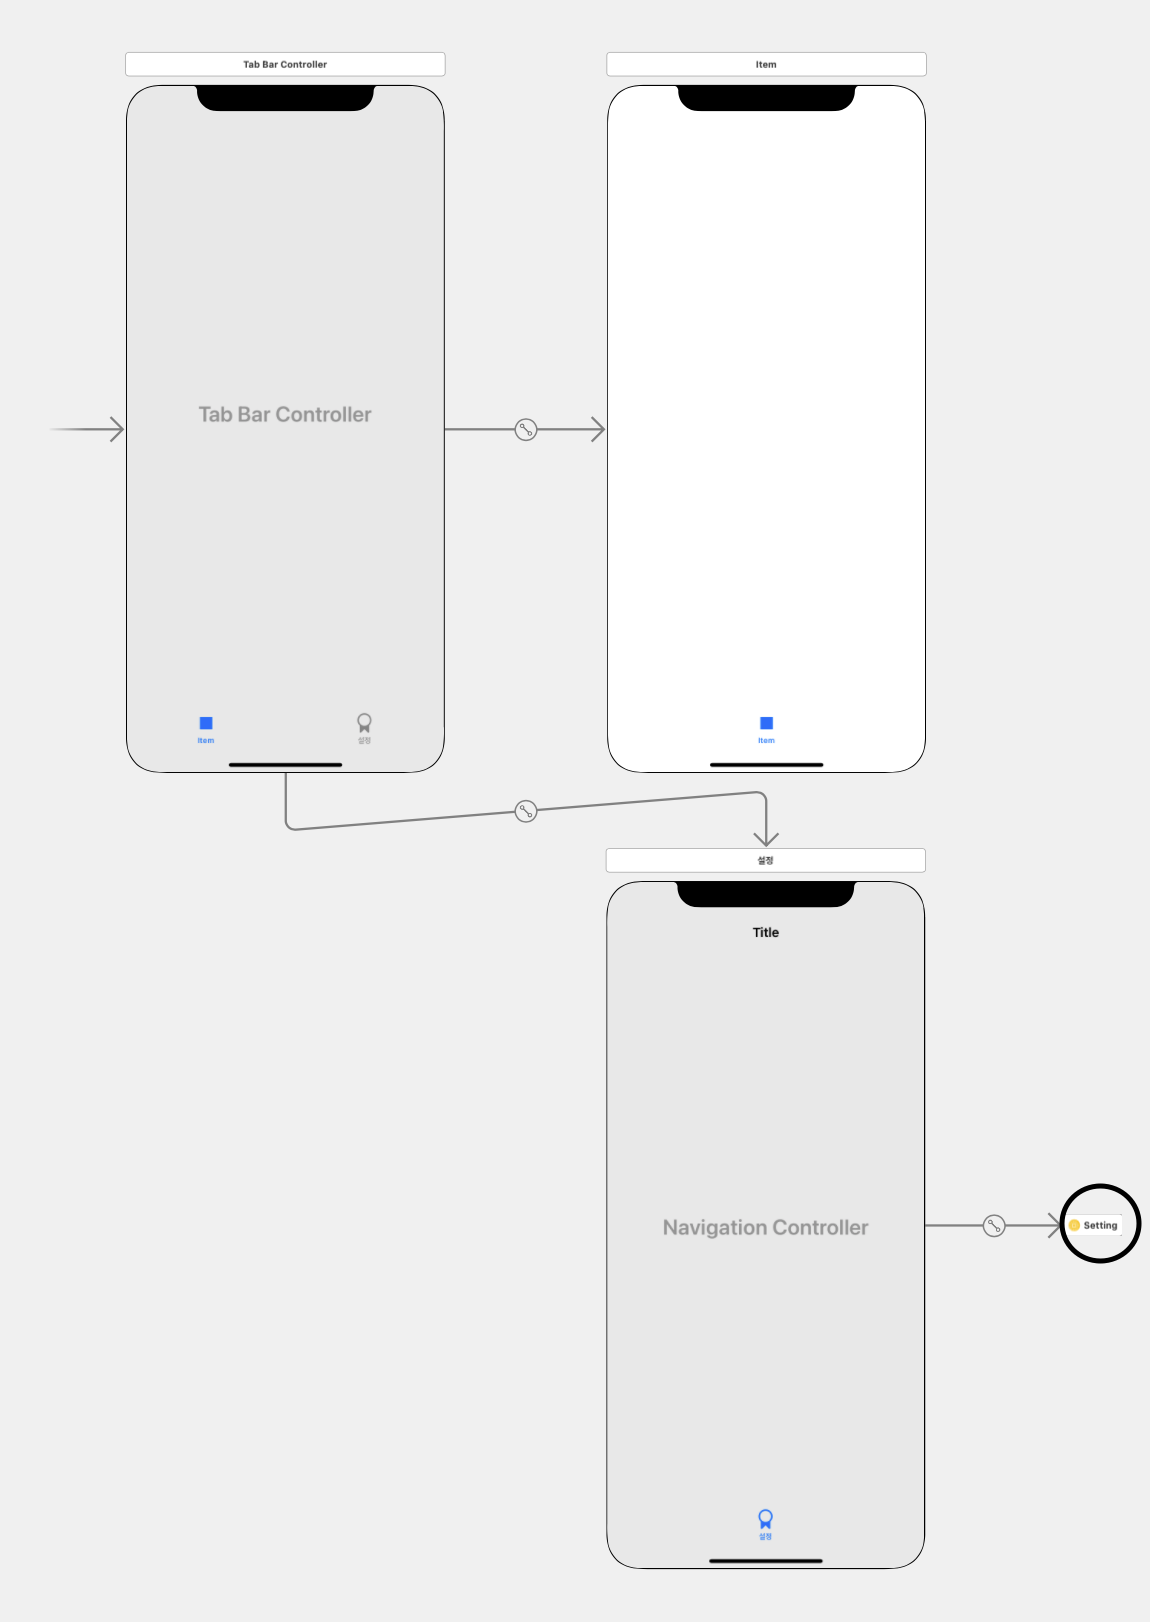 Tab Bar Controller
Item
Tab Bar Controller
Item
설정
Item
설정
Title
Navigation Controller
Setting
설정